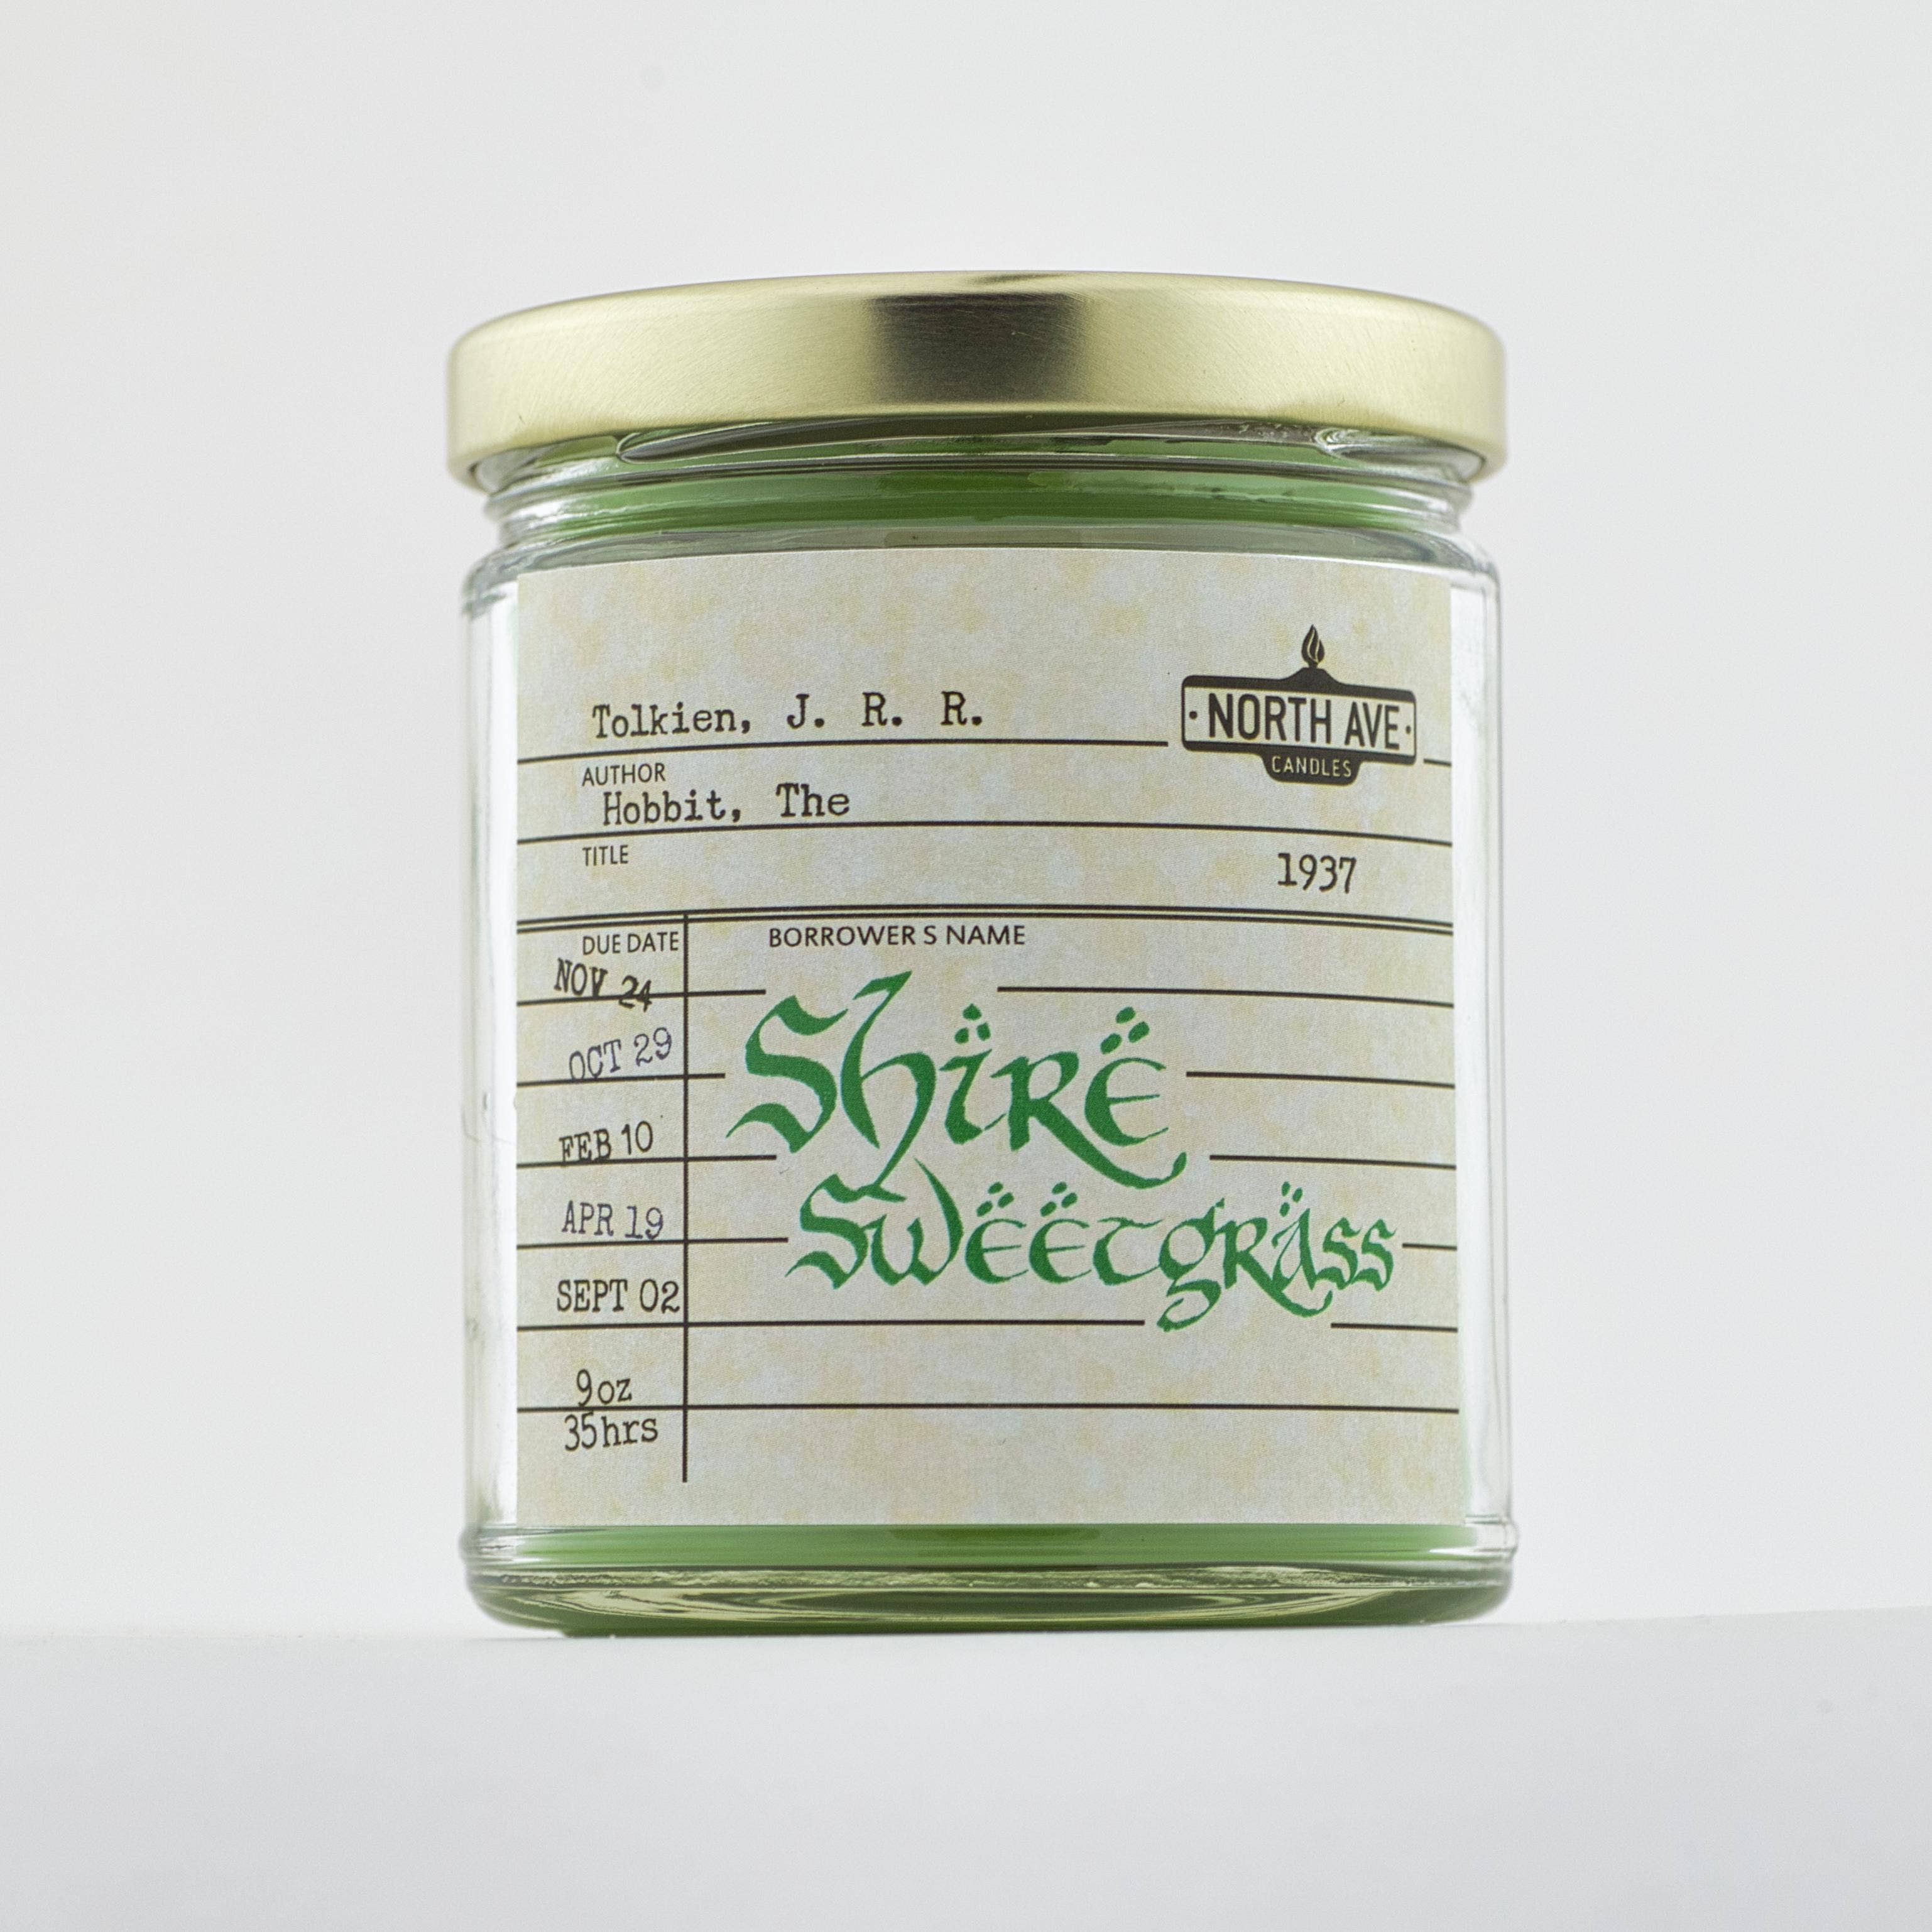 Tolkien, J. R. R.
· NORTH AVE ·
CANDLES
AUTHOR
Hobbit, The
TITLE
1937
DUE DATE
BORROWER S NAME
NOV 24
OCT 29
FEB 10
APR 19
SEPT 02
Shire
Sweetgrass
9oz
35hrs